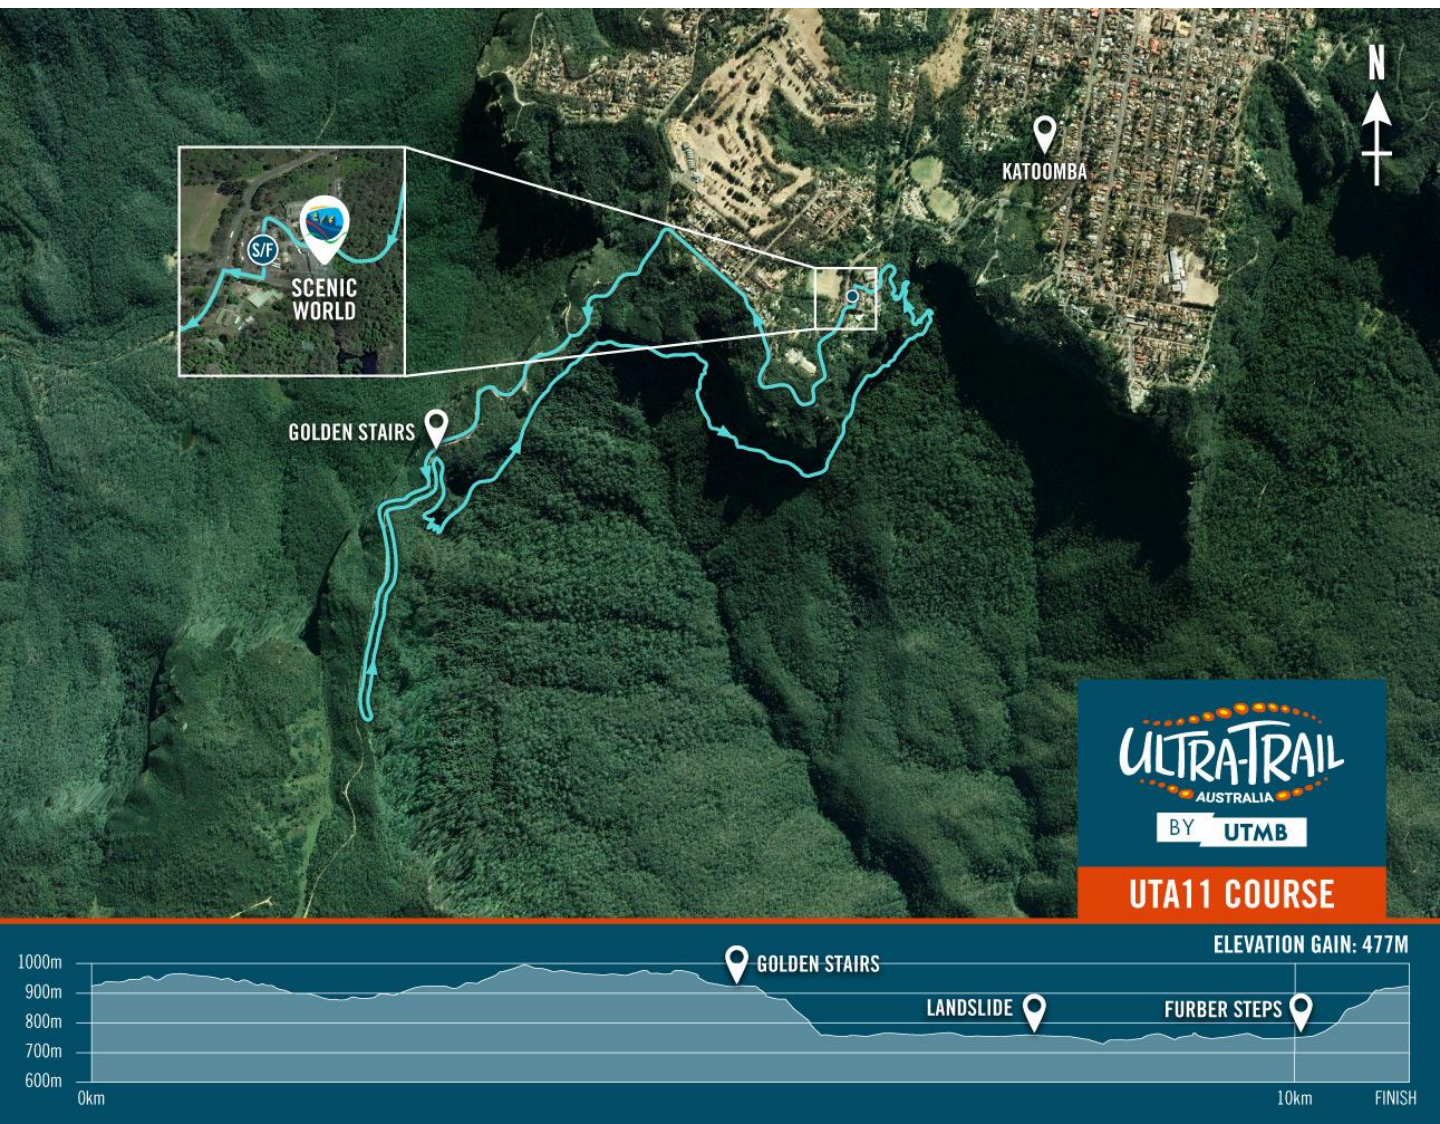 N
KATOOMBA
S/F
SCENIC
WORLD
GOLDEN STAIRS
ULTRA-TRAIL
AUSTRALIA
BY UTMB
UTA11 COURSE
ELEVATION GAIN: 477M
1000m
900m
800m
700m
600m
GOLDEN STAIRS
LANDSLIDE
FURBER STEPS
0km
10km
FINISH